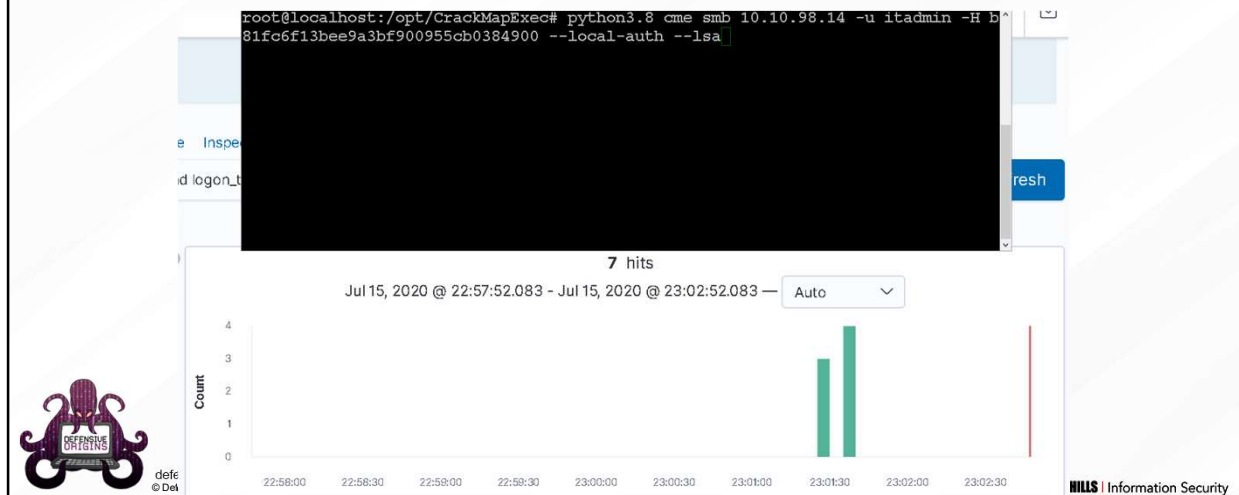 root@localhost:/opt/CrackMapExec# python3.8 cme smb 10.10.98.14 -u itadmin -H b
81fc6f13bee9a3bf900955cb0384900 --local-auth --lsa
e Inspe
d logon_t
resh
7 hits
Jul 15, 2020 @ 22:57:52.083 - Jul 15, 2020 @ 23:02:52.083 — Auto
Count
4
3
2
1
0
22:58:00 22:58:30 22:59:00 22:59:30 23:00:00 23:00:30 23:01:00 23:01:30 23:02:00 23:02:30
DEFENSIVE
ORIGINS
defe
© Def
HILLS | Information Security